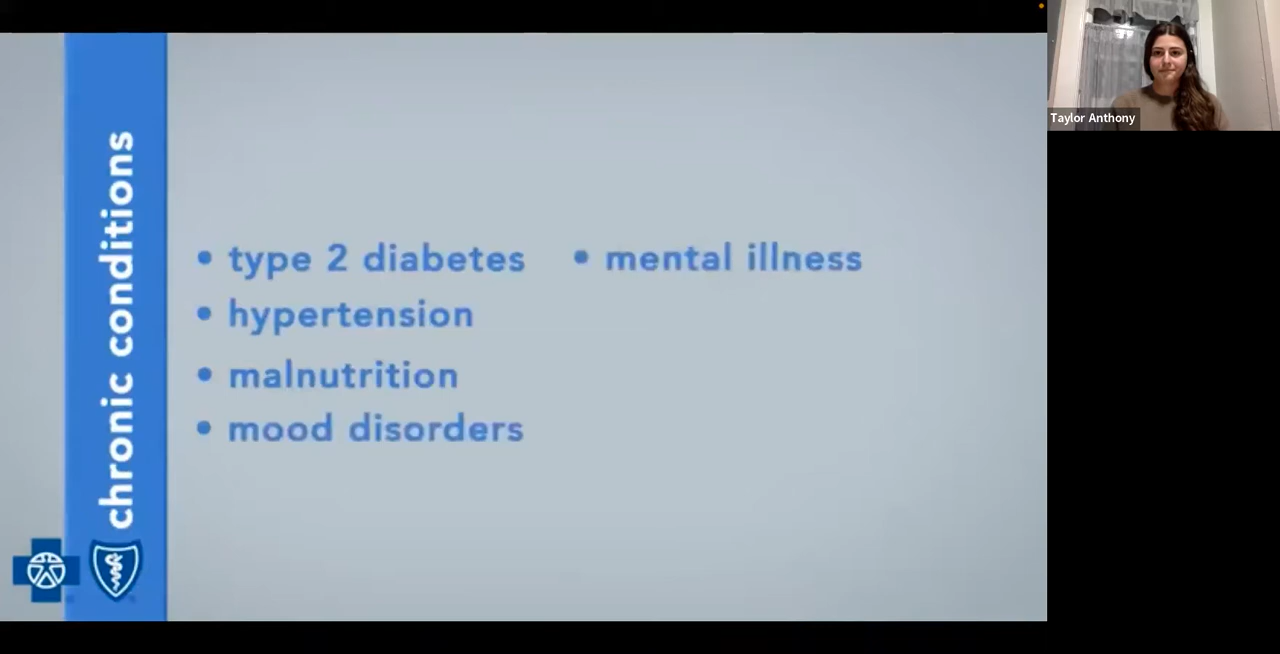 chronic conditions
• type 2 diabetes
• hypertension
• malnutrition
• mood disorders
• mental illness
Taylor Anthony